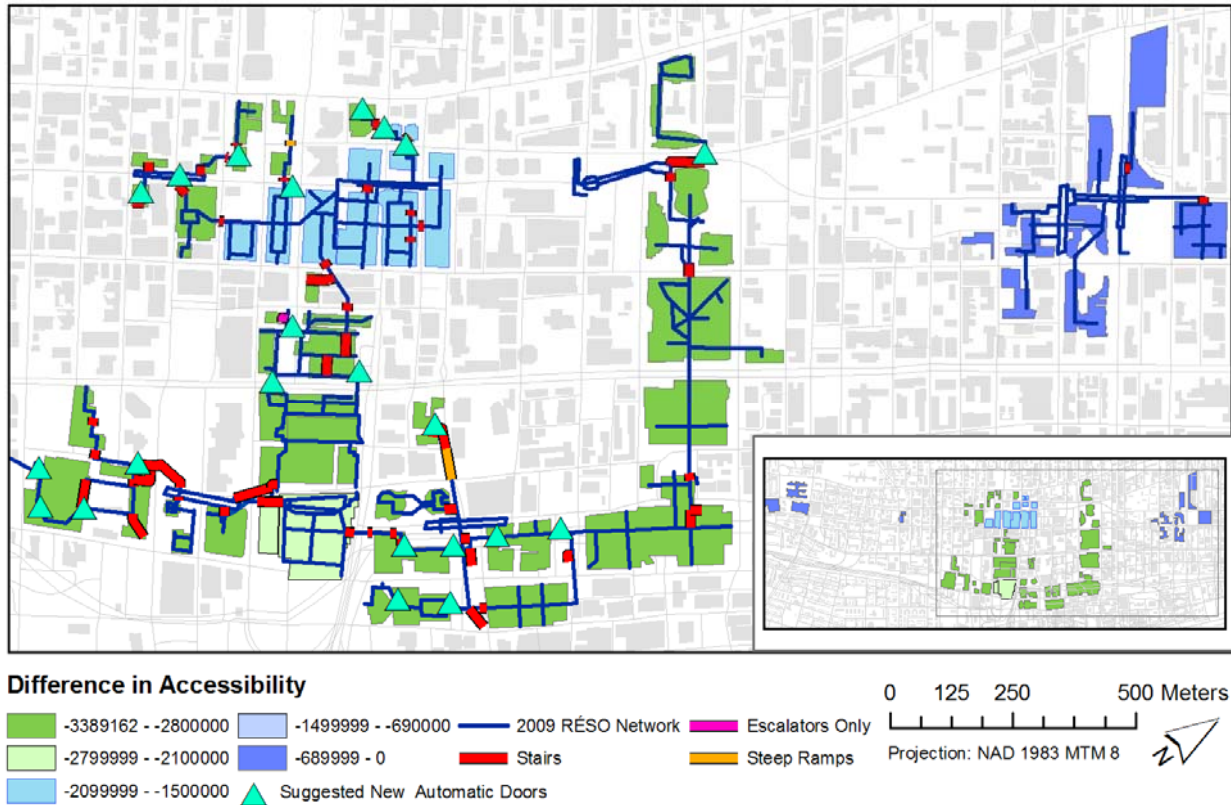 Difference in Accessibility
-3389162 - -2800000
-2799999 - -2100000
-2099999 - -1500000
-1499999 - -690000
-689999 - 0
Suggested New Automatic Doors
2009 RÉSO Network
Stairs
Escalators Only
Steep Ramps
0 125 250 500 Meters
Projection: NAD 1983 MTM 8
N